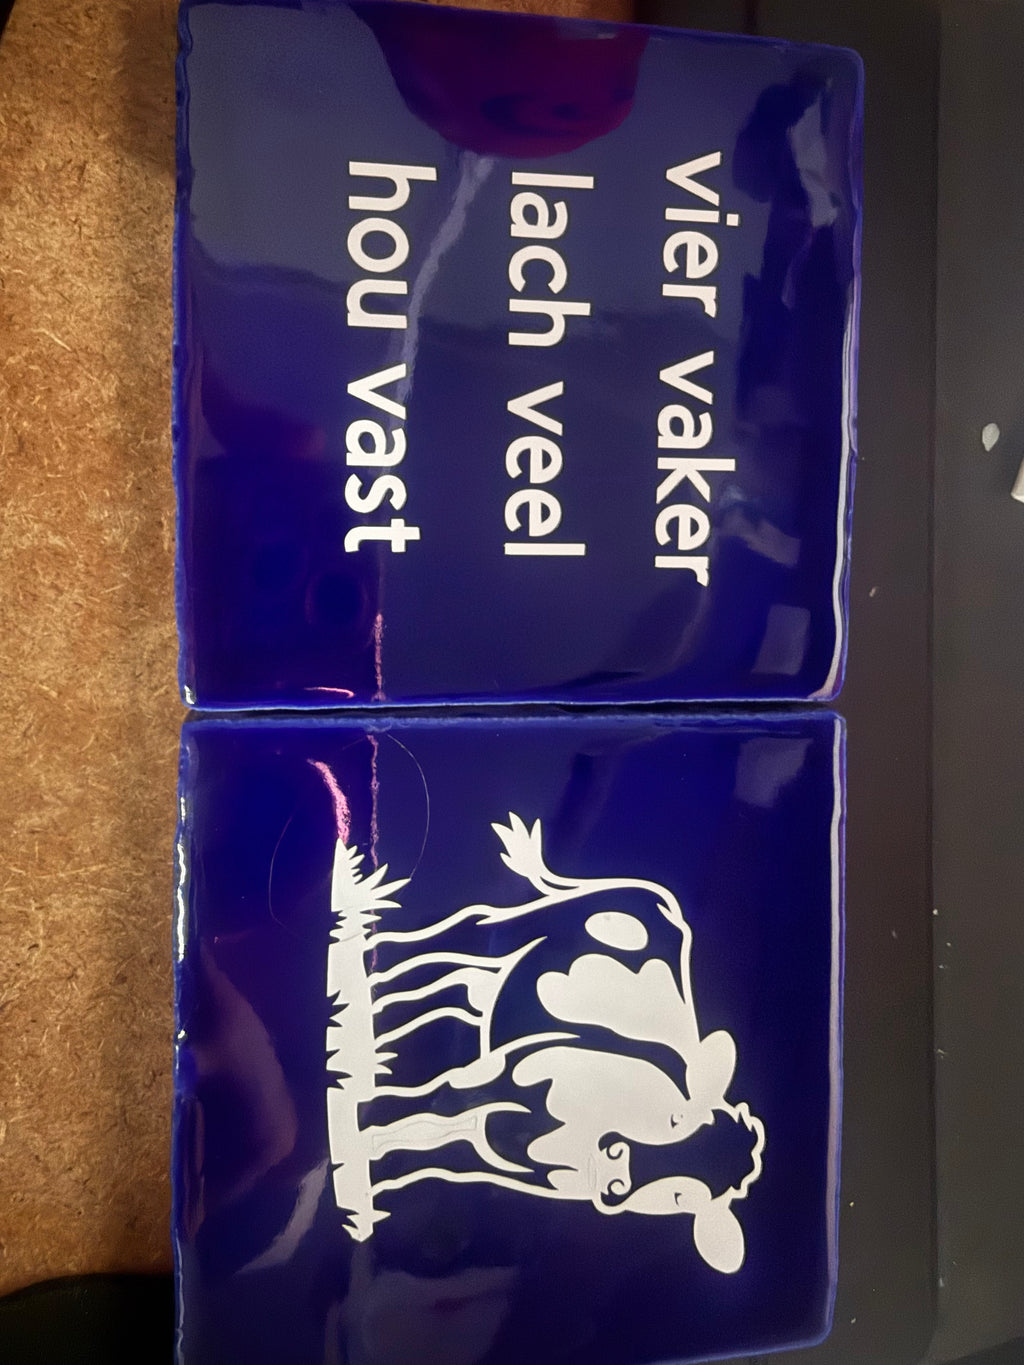 vier vaker
lach veel
hou vast